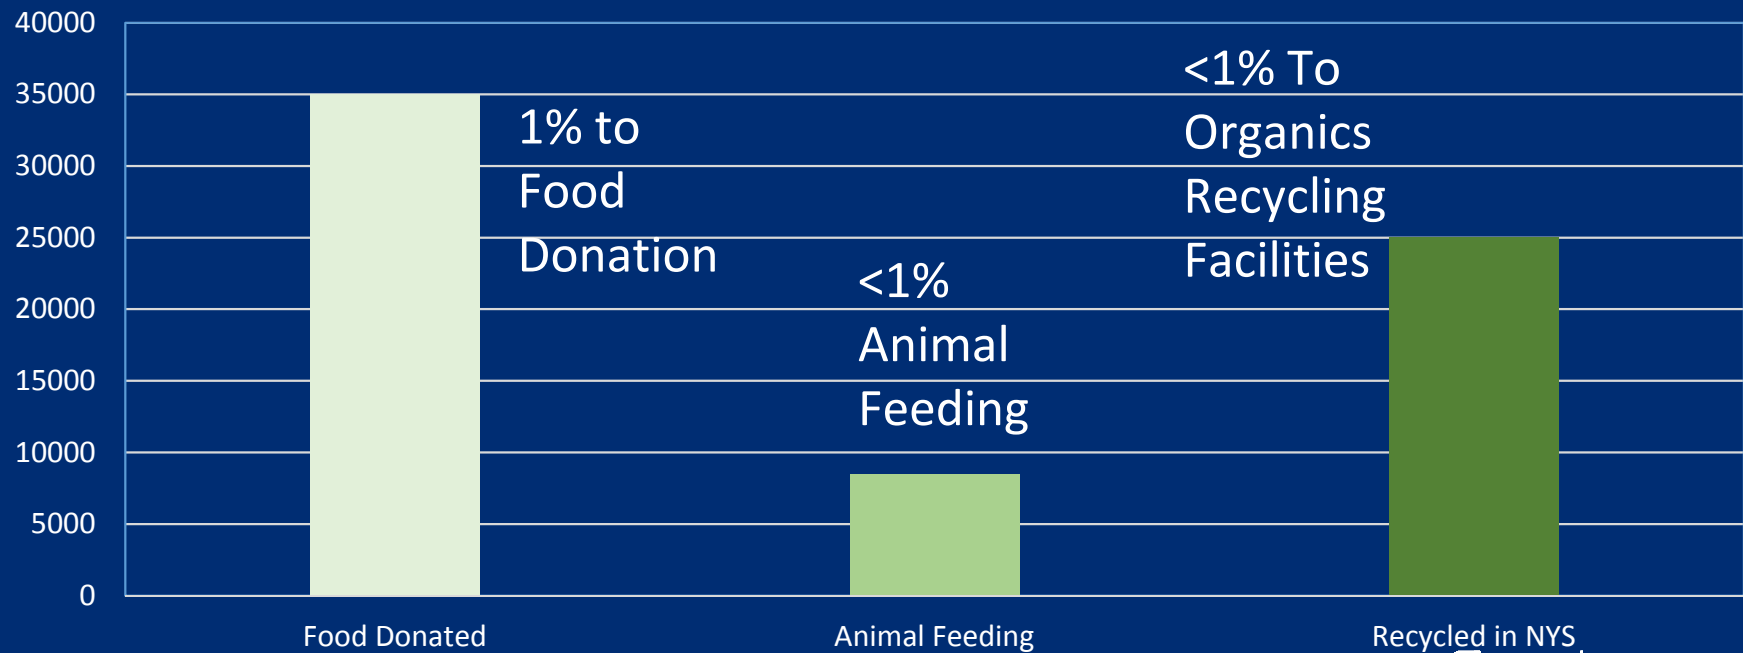 40000
35000
30000
25000
20000
15000
10000
5000
0
1% to
Food
Donation
<1%
Animal
Feeding
<1% To
Organics
Recycling
Facilities
Food Donated
Animal Feeding
Recycled in NYS